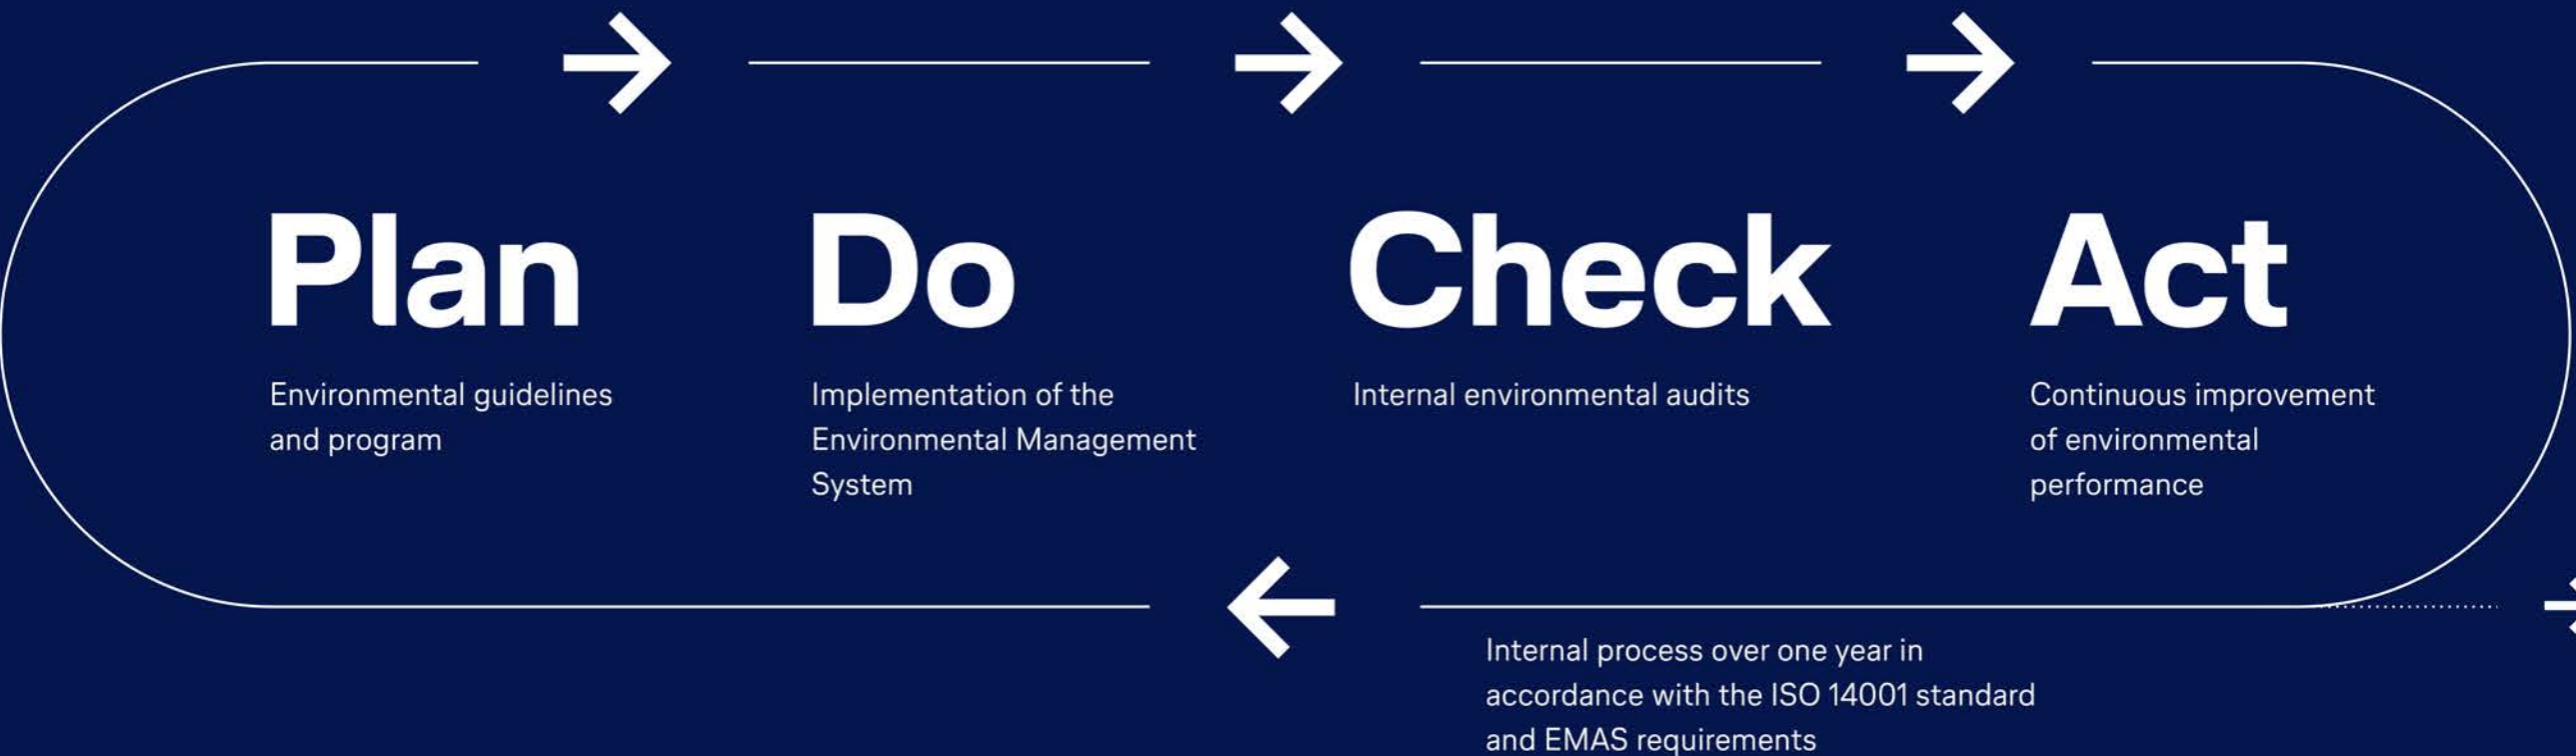 Plan
Do
Check
Act
Environmental guidelines
and program
Implementation of the
Environmental Management
System
Internal environmental audits
Continuous improvement
of environmental
performance
Internal process over one year in
accordance with the ISO 14001 standard
and EMAS requirements